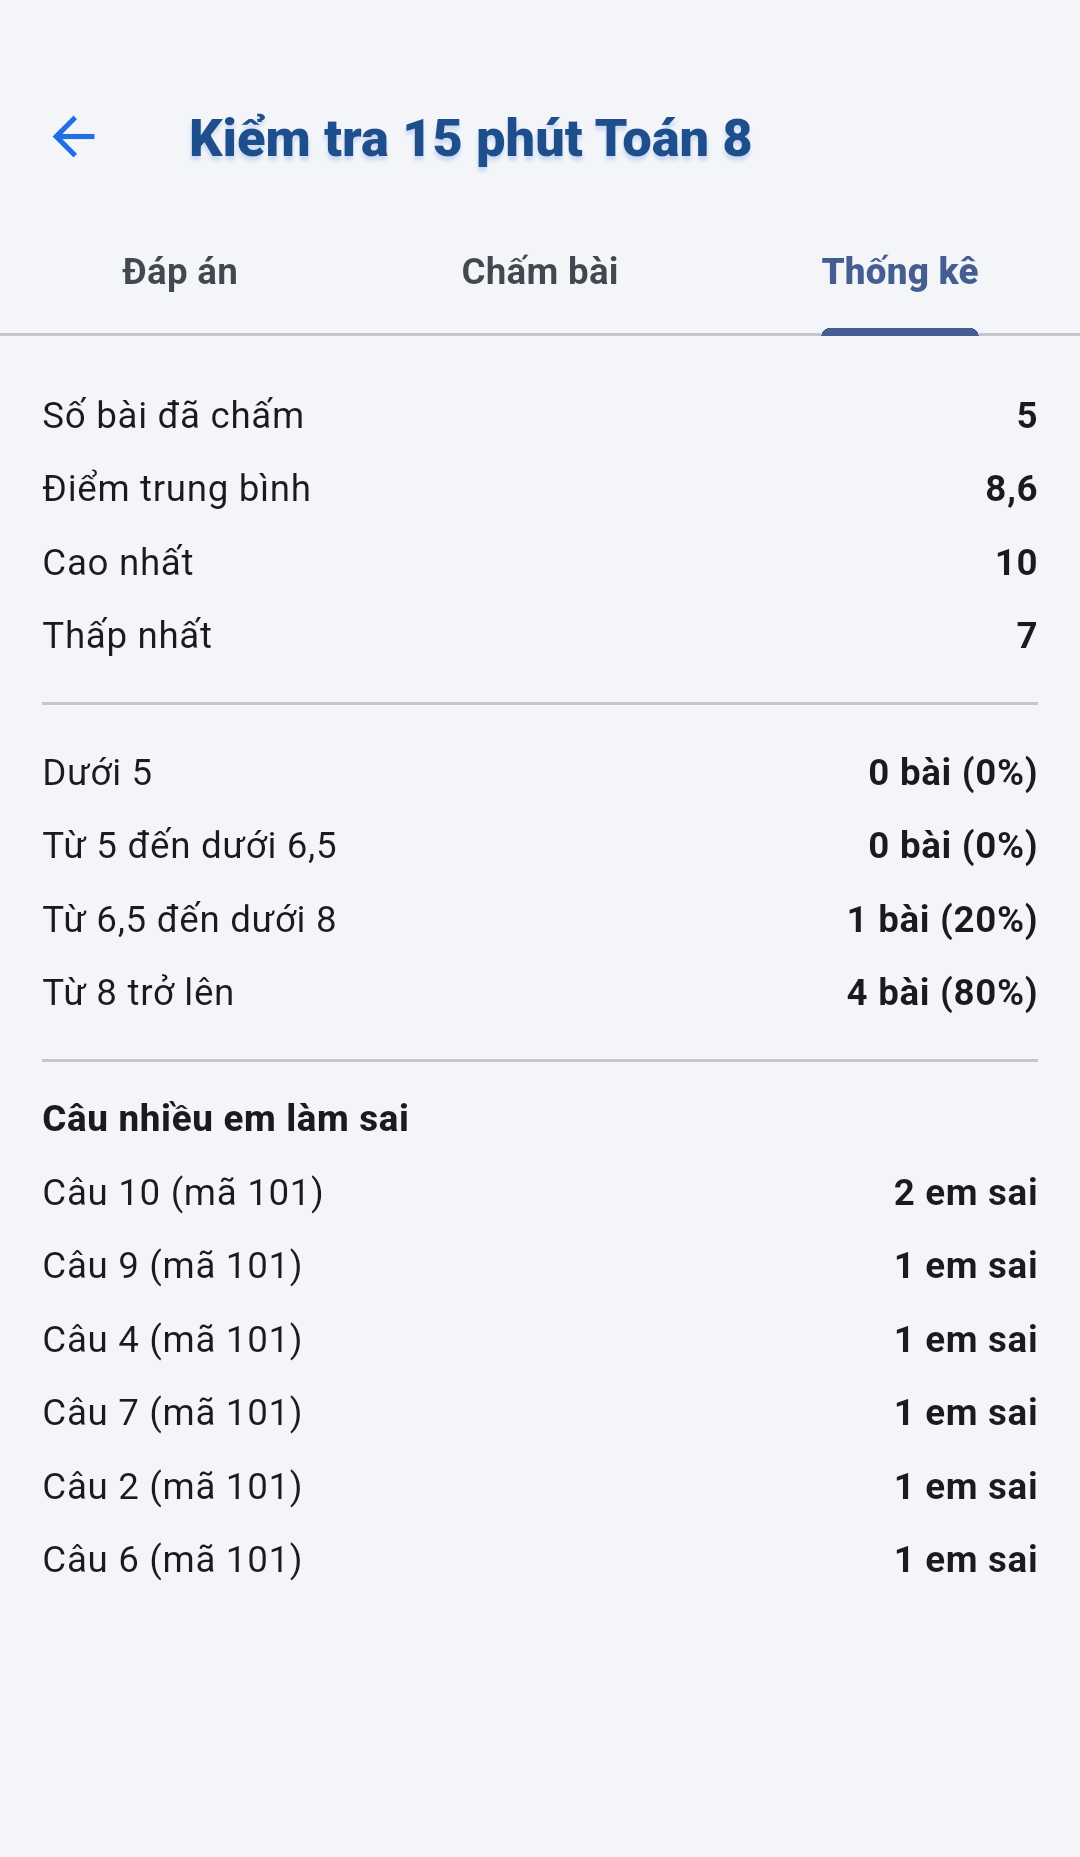 Kiểm tra 15 phút Toán 8
Đáp án Chấm bài Thống kê
Số bài đã chấm 5
Điểm trung bình 8,6
Cao nhất 10
Thấp nhất 7
Dưới 5 0 bài (0%)
Từ 5 đến dưới 6,5 0 bài (0%)
Từ 6,5 đến dưới 8 1 bài (20%)
Từ 8 trở lên 4 bài (80%)
Câu nhiều em làm sai
Câu 10 (mã 101) 2 em sai
Câu 9 (mã 101) 1 em sai
Câu 4 (mã 101) 1 em sai
Câu 7 (mã 101) 1 em sai
Câu 2 (mã 101) 1 em sai
Câu 6 (mã 101) 1 em sai